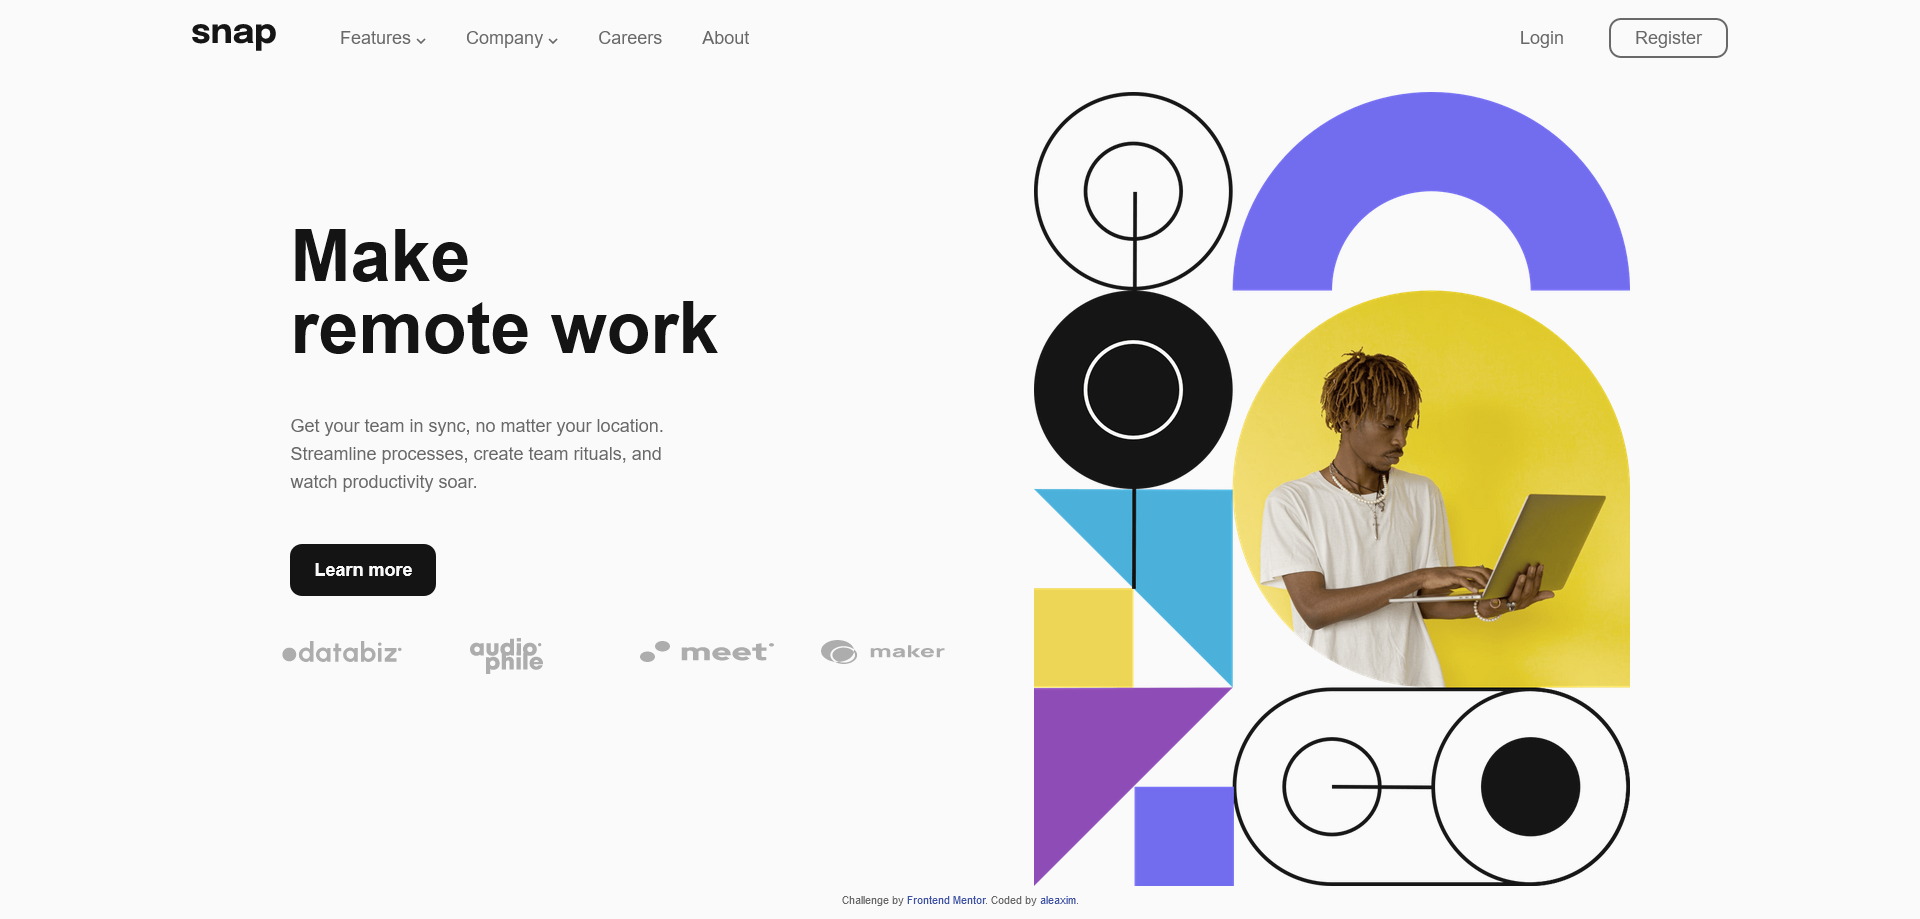 snap
Features
Company
Careers
About
Login
Register
Make
remote work
Get your team in sync, no matter your location.
Streamline processes, create team rituals, and
watch productivity soar.
Learn more
databiz
audio
phile
meet
maker
Challenge by Frontend Mentor. Coded by aleaxim.